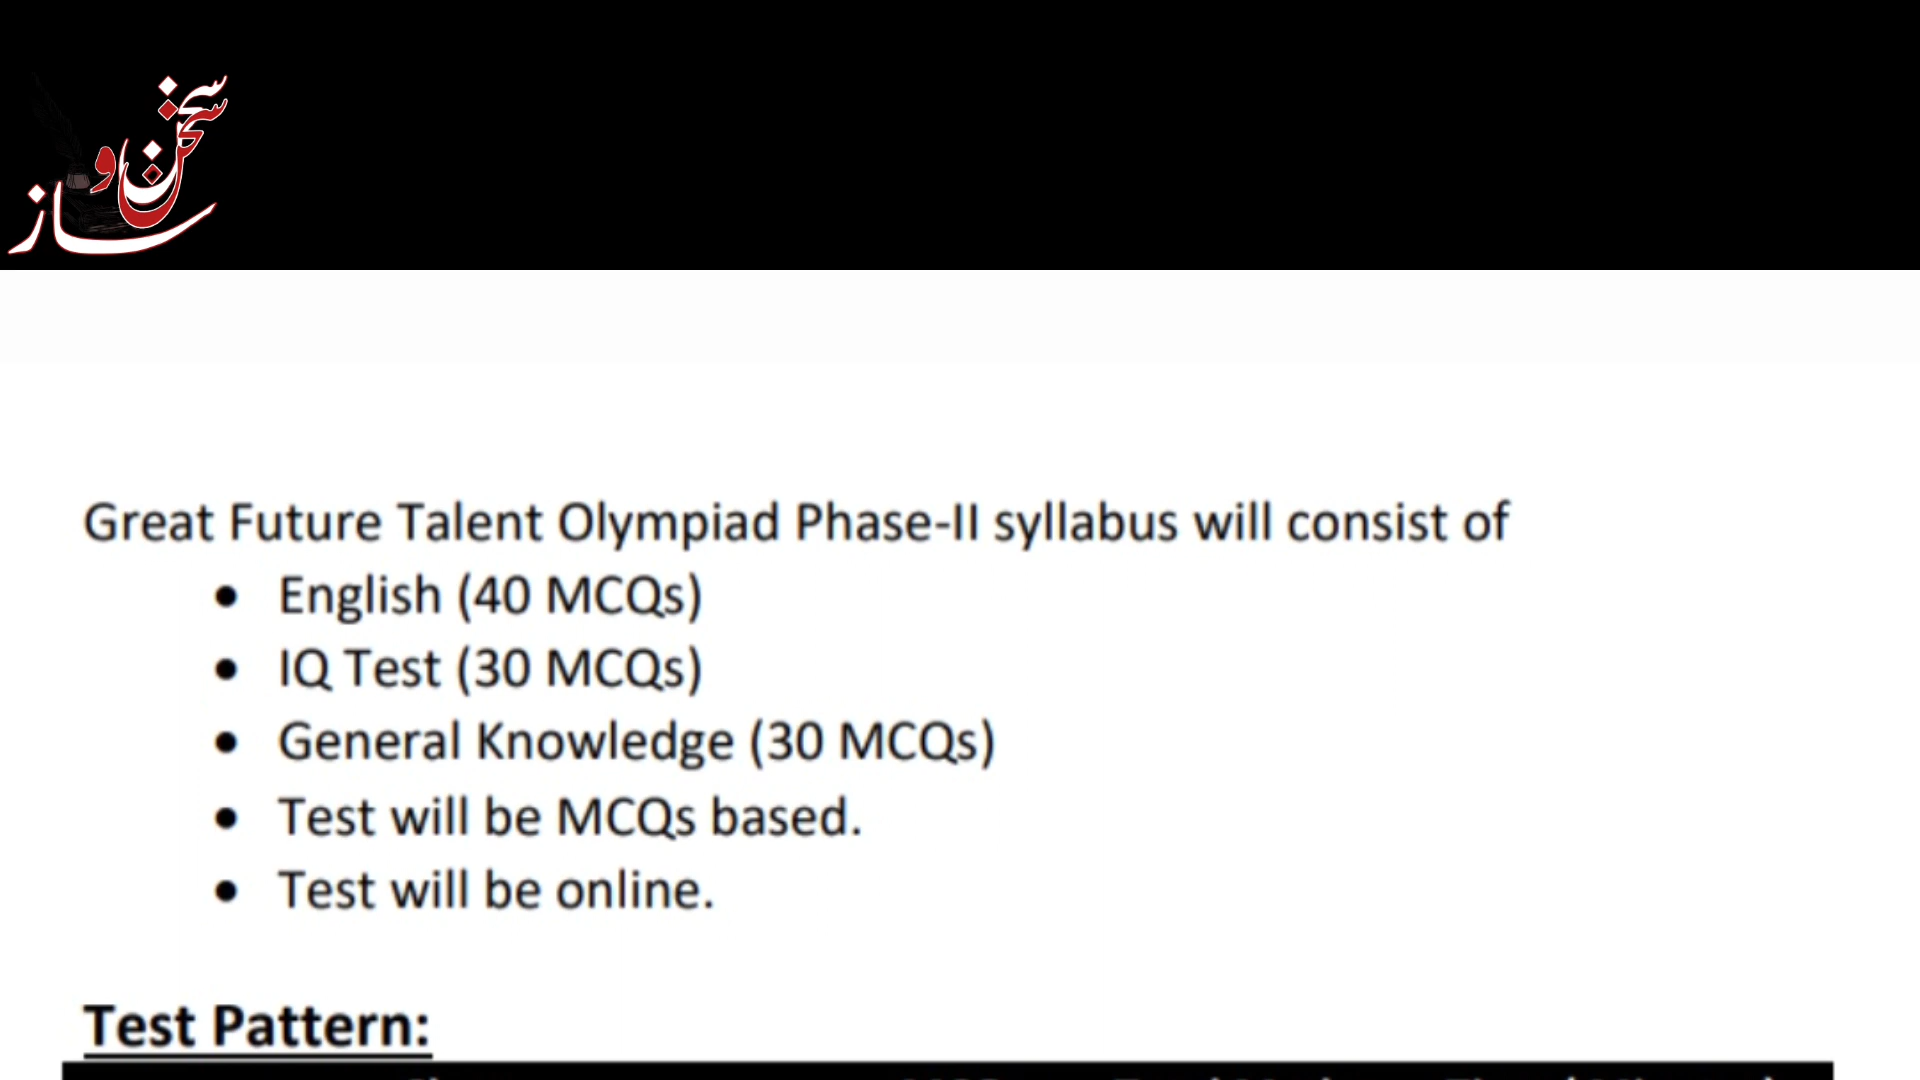 سخن و
ساز
Great Future Talent Olympiad Phase-II syllabus will consist of
• English (40 MCQs)
• IQ Test (30 MCQs)
• General Knowledge (30 MCQs)
• Test will be MCQs based.
• Test will be online.
Test Pattern: